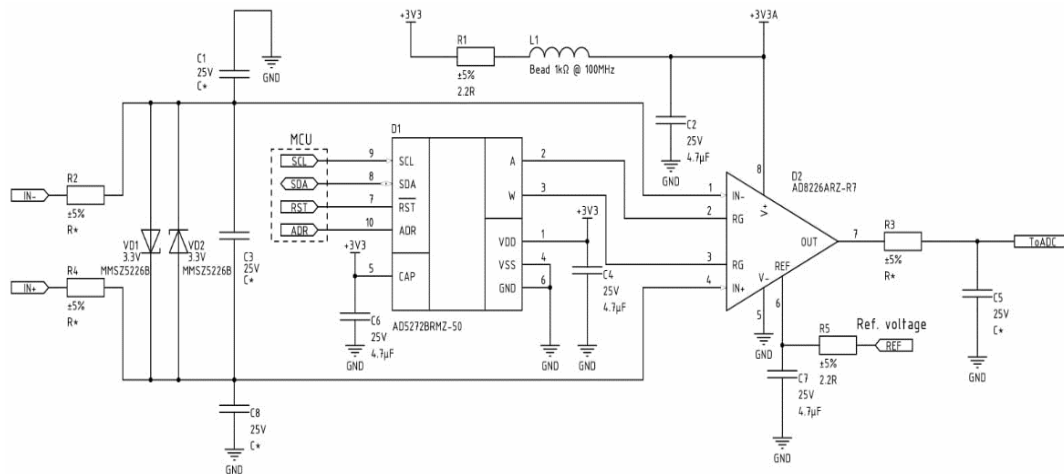 +3V3
+3V3A
R1
±5%
2.2R
L1
Bead 1kΩ @ 100MHz
C1
25V
C*
GND
C2
25V
4.7µF
GND
D1
MCU
SCL
SDA
RST
ADR
9
8
7
10
SCL
SDA
RST
ADR
CAP
5
A
W
VDD
VSS
GND
2
3
1
4
6
AD5272BRMZ-50
+3V3
C6
25V
4.7µF
GND
GND
+3V3
C4
25V
4.7µF
GND
IN-
R2
±5%
R*
IN+
R4
±5%
R*
VD1
3.3V
MMSZ5226B
VD2
3.3V
MMSZ5226B
C3
25V
C*
C8
25V
C*
GND
D2
AD8226ARZ-R7
1
2
3
4
IN-
RG
RG
IN+
8
V+
OUT
7
REF
6
V-
5
GND
R3
±5%
R*
ToADC
C5
25V
C*
GND
Ref. voltage
R5
±5%
2.2R
REF
C7
25V
4.7µF
GND